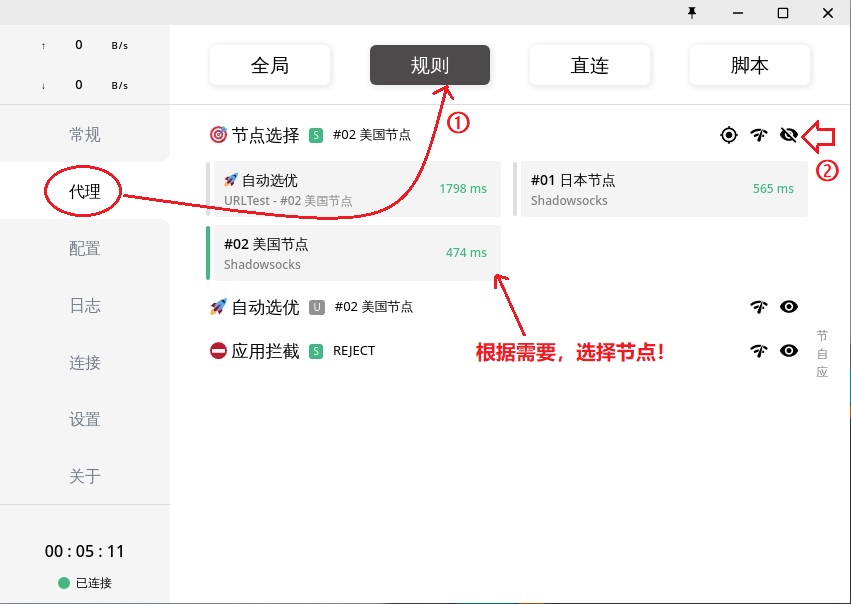 ↑ 0 B/s
↓ 0 B/s
常规
代理
配置
日志
连接
设置
关于
00 : 05 : 11
已连接
全局
规则
直连
脚本
①
节点选择 S #02 美国节点
②
自动选优
URLTest - #02 美国节点
1798 ms
#01 日本节点
Shadowsocks
565 ms
#02 美国节点
Shadowsocks
474 ms
自动选优 U #02 美国节点
应用拦截 S REJECT
根据需要，选择节点！
节
自
应